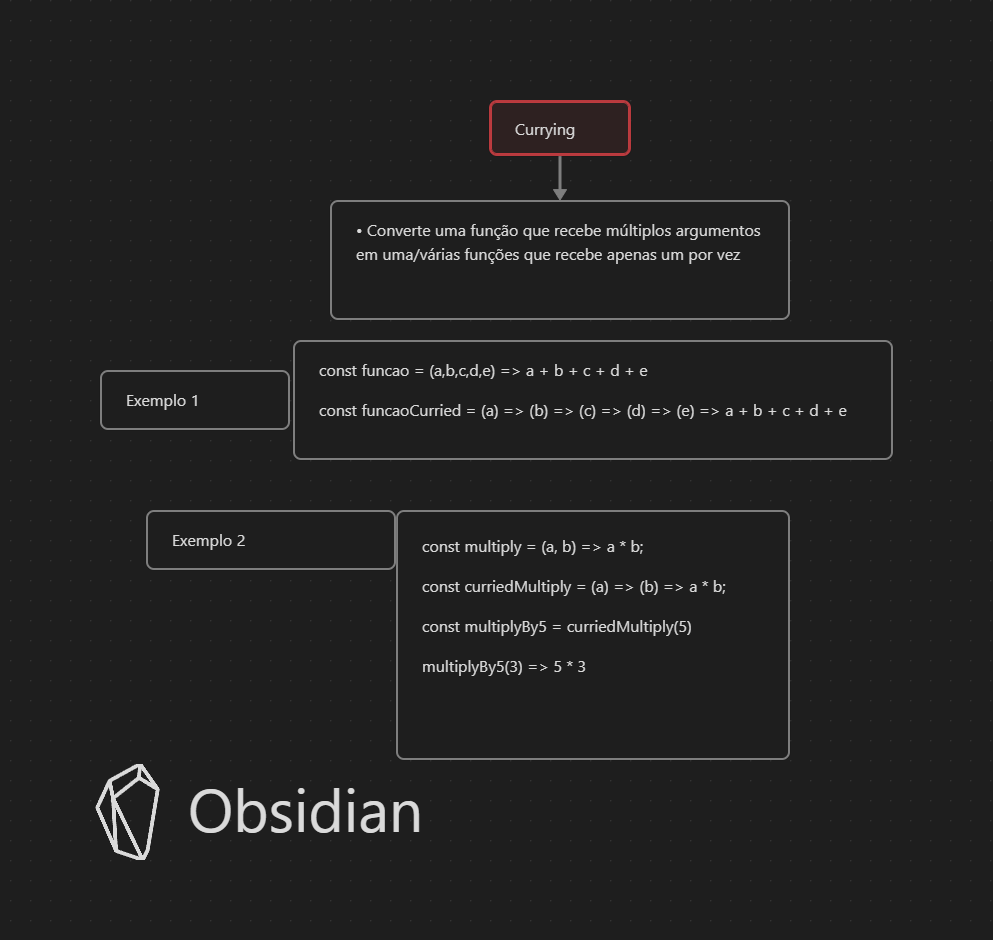 Currying
• Converte uma função que recebe múltiplos argumentos
em uma/várias funções que recebe apenas um por vez
Exemplo 1
const funcao = (a,b,c,d,e) => a + b + c + d + e
const funcaoCurried = (a) => (b) => (c) => (d) => (e) => a + b + c + d + e
Exemplo 2
const multiply = (a, b) => a * b;
const curriedMultiply = (a) => (b) => a * b;
const multiplyBy5 = curriedMultiply(5)
multiplyBy5(3) => 5 * 3
Obsidian